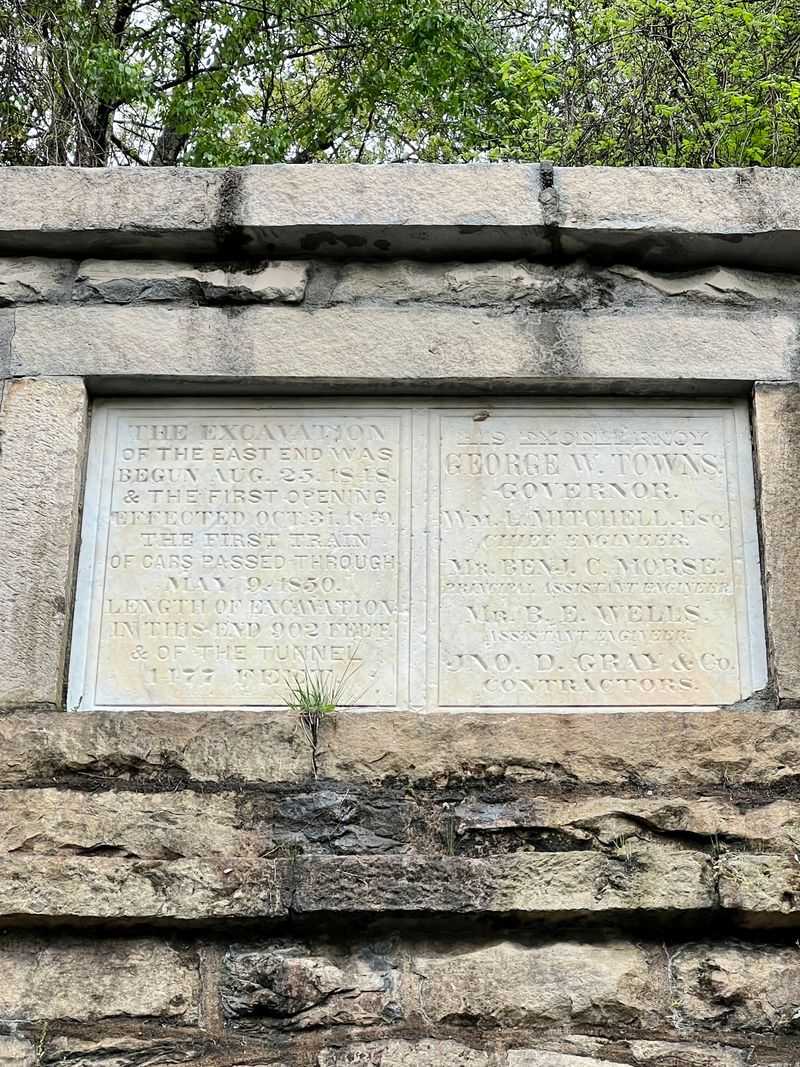 THE EXCAVATION
OF THE EAST END WAS
BEGUN AUG. 25. 1848.
& THE FIRST OPENING
EFFECTED OCT. 31. 1849.
THE FIRST TRAIN
OF CARS PASSED THROUGH
MAY 9. 1850.
LENGTH OF EXCAVATION
IN THIS END 902 FEET.
& OF THE TUNNEL
1477 FEET.
HIS EXCELLENCY
GEORGE W. TOWNS.
GOVERNOR.
WM. L. MITCHELL. ESQ
CHIEF ENGINEER.
MR. BENJ. C. MORSE.
PRINCIPAL ASSISTANT ENGINEER.
MR. B. E. WELLS.
ASSISTANT ENGINEER.
JNO. D. GRAY & CO.
CONTRACTORS.